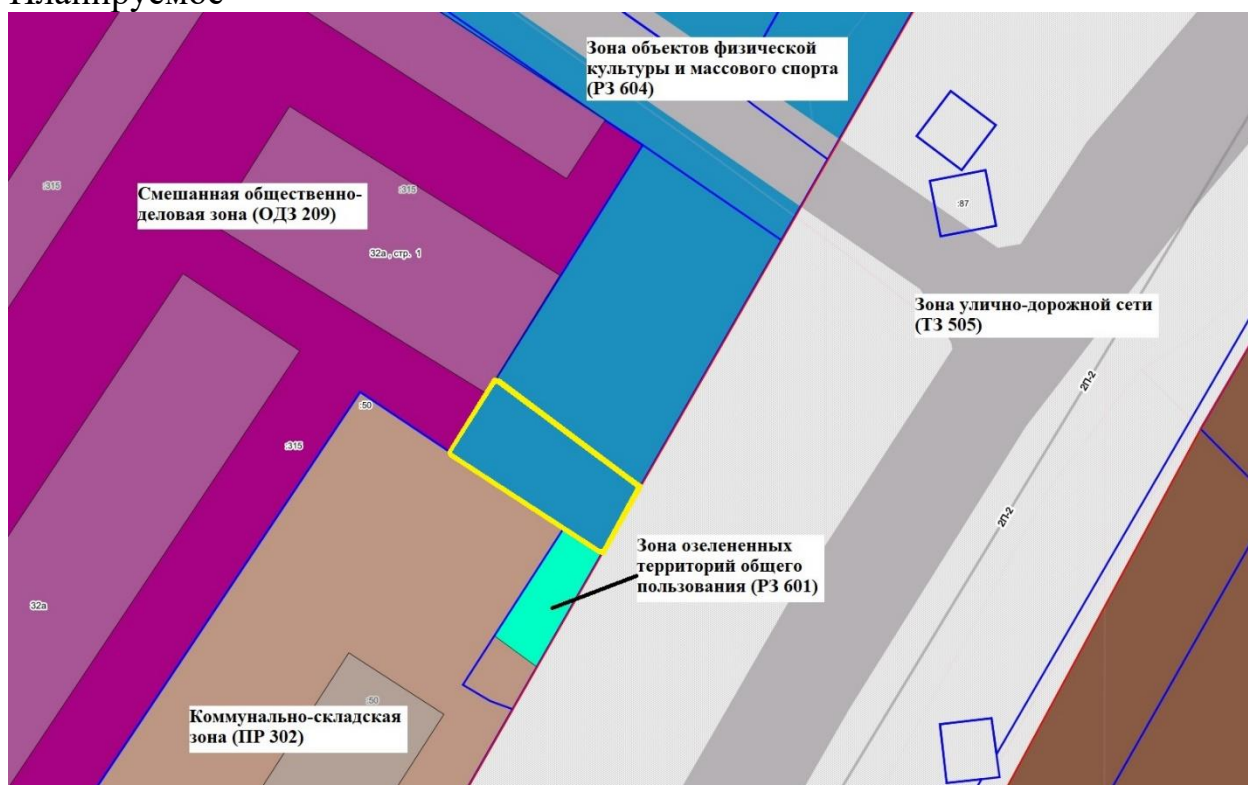 Планируемое
Зона объектов физической
культуры и массового спорта
(РЗ 604)
:315
Смешанная общественно-
деловая зона (ОДЗ 209)
:315
:87
32а , стр. 1
Зона улично-дорожной сети
(ТЗ 505)
2П-2
:50
:315
2П-2
Зона озелененных
территорий общего
пользования (РЗ 601)
32а
:50
Коммунально-складская
зона (ПР 302)